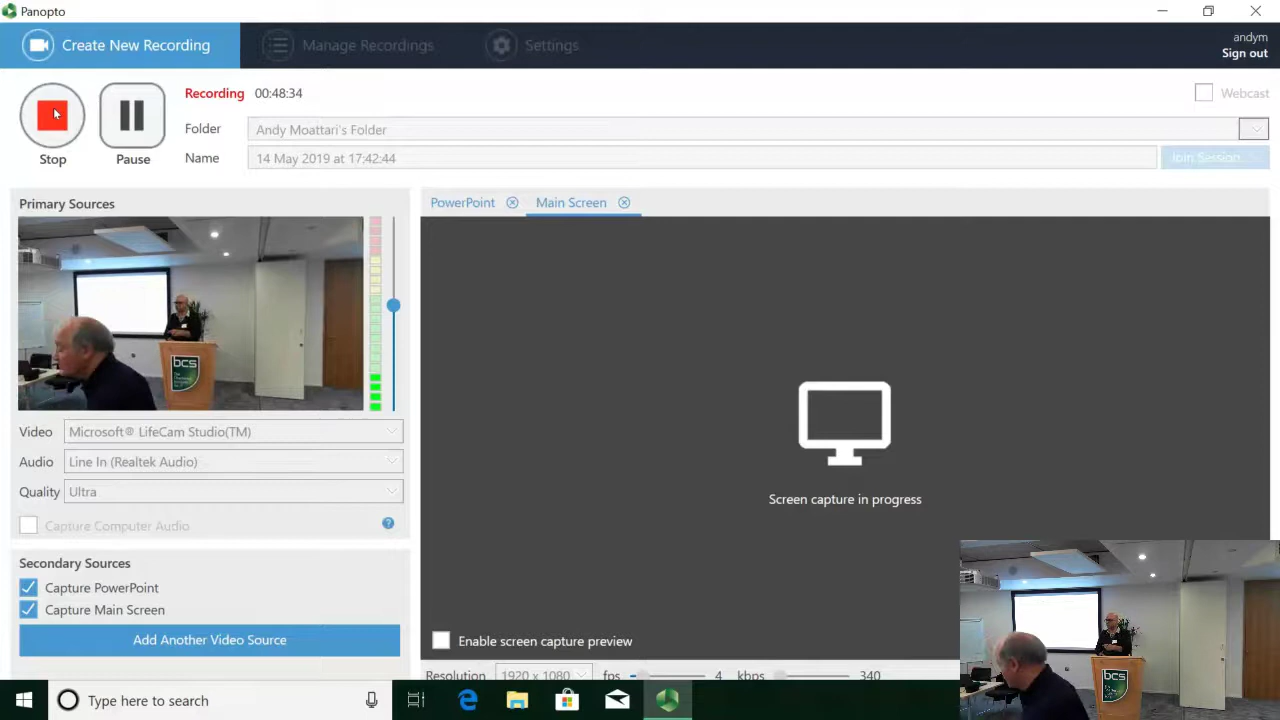 Panopto
Create New Recording
Manage Recordings
Settings
andym
Sign out
Recording 00:48:34
Webcast
Folder
Andy Moattari's Folder
Stop
Pause
Name
14 May 2019 at 17:42:44
Join Session...
Primary Sources
PowerPoint
Main Screen
bcs
Video
Microsoft® LifeCam Studio(TM)
Audio
Line In (Realtek Audio)
Quality
Ultra
Capture Computer Audio
?
Screen capture in progress
Secondary Sources
Capture PowerPoint
Capture Main Screen
Add Another Video Source
Enable screen capture preview
Resolution
1920 x 1080
fps
4
kbps
340
bcs
Type here to search